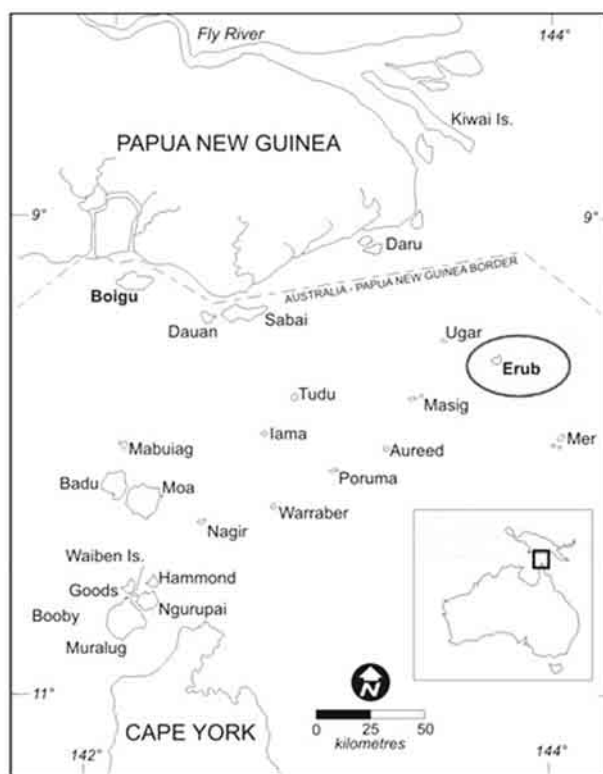 Fly River
144°
Kiwai Is.
PAPUA NEW GUINEA
9°
9°
Daru
AUSTRALIA - PAPUA NEW GUINEA BORDER
Boigu
Dauan
Sabai
Ugar
Erub
Tudu
Masig
Iama
Mer
Mabuiag
Aureed
Badu
Moa
Poruma
Warraber
Nagir
Waiben Is.
Hammond
Goods
Ngurupai
Booby
Muralug
11°
N
0 25 50
kilometres
CAPE YORK
142°
144°